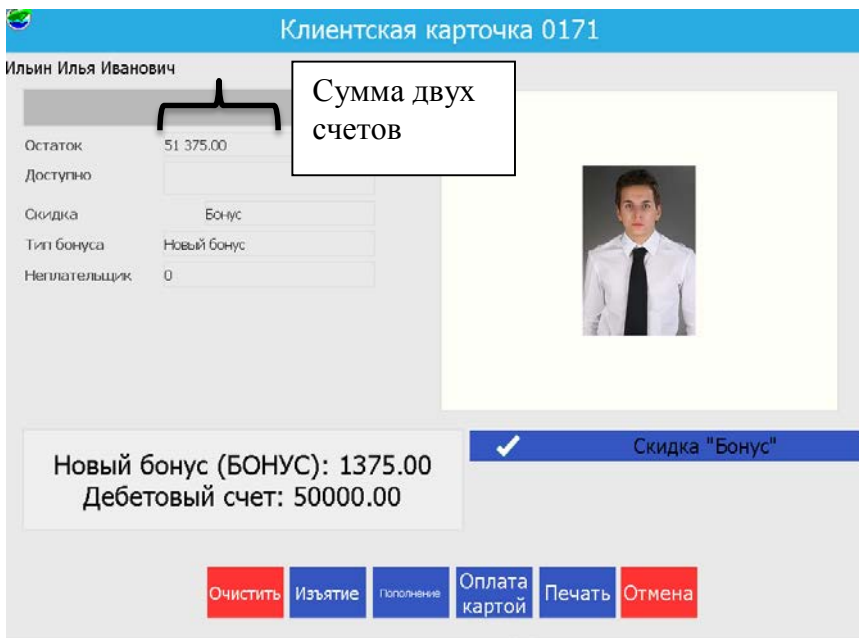 Клиентская карточка 0171
Ильин Илья Иванович
Сумма двух
счетов
Остаток 51 375.00
Доступно
Скидка Бонус
Тип бонуса Новый бонус
Неплательщик 0
Скидка "Бонус"
Новый бонус (БОНУС): 1375.00
Дебетовый счет: 50000.00
Очистить Изъятие Пополнение Оплата
картой Печать Отмена